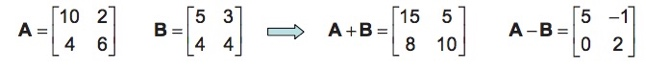 A = [10 2; 4 6] B = [5 3; 4 4] ⇒ A + B = [15 5; 8 10] A − B = [5 −1; 0 2]